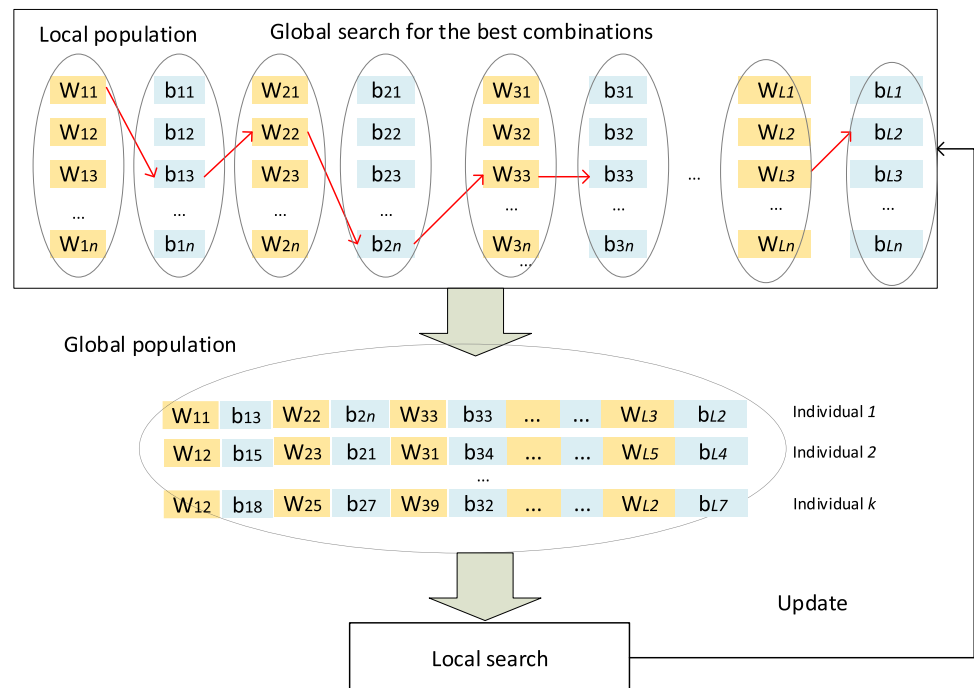 Local population Global search for the best combinations
W11 b11 W21 b21 W31 b31 WL1 bL1
W12 b12 W22 b22 W32 b32 WL2 bL2
W13 b13 W23 b23 W33 b33 ... WL3 bL3
... ... ... ... ... ... ... ...
W1n b1n W2n b2n W3n b3n WLn bLn
...
Global population
W11 b13 W22 b2n W33 b33 ... ... WL3 bL2 Individual 1
W12 b15 W23 b21 W31 b34 ... ... WL5 bL4 Individual 2
...
W12 b18 W25 b27 W39 b32 ... ... WL2 bL7 Individual k
Update
Local search